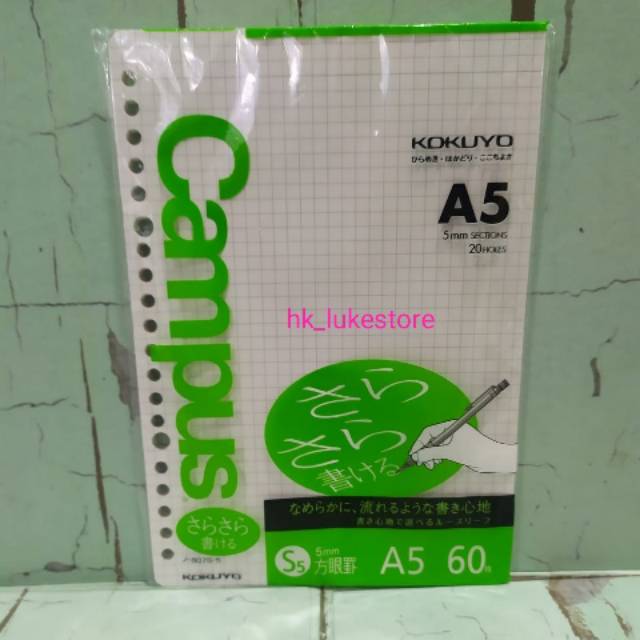 Campus
KOKUYO
ひらめき・はかどり・ここちよさ
A5
5mm SECTIONS
20HOLES
hk_lukestore
さら
さら
書ける
なめらかに、流れるような書き心地
書き心地で選べるルーズリーフ
さらさら
書ける
KOKUYO
S5
5mm
方眼罫
A5 60